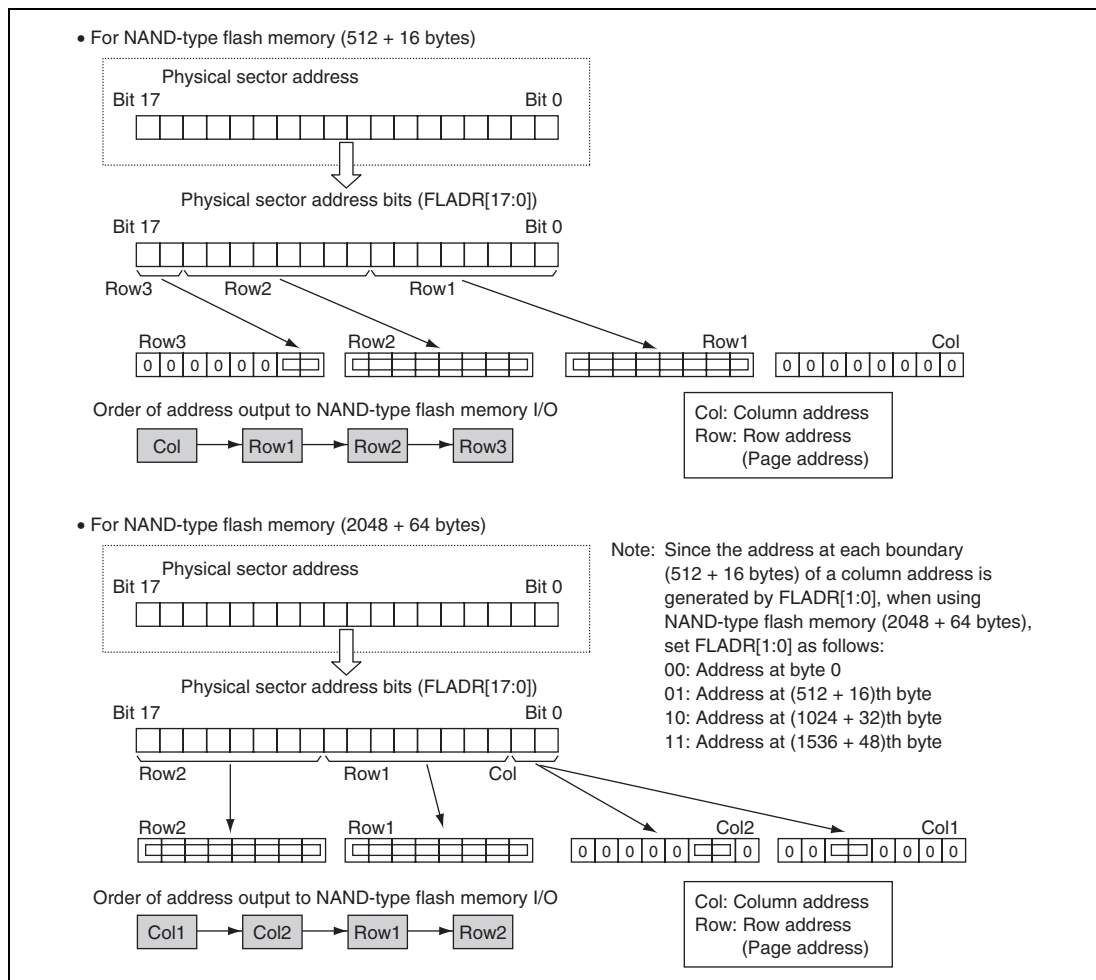 • For NAND-type flash memory (512 + 16 bytes)
Physical sector address
Bit 17 Bit 0
Physical sector address bits (FLADR[17:0])
Bit 17 Bit 0
Row3 Row2 Row1
Row3 Row2 Row1 Col
0 0 0 0 0 0 0 0 0 0 0 0 0 0
Order of address output to NAND-type flash memory I/O
Col Row1 Row2 Row3
Col: Column address
Row: Row address
(Page address)
• For NAND-type flash memory (2048 + 64 bytes)
Physical sector address
Bit 17 Bit 0
Physical sector address bits (FLADR[17:0])
Bit 17 Bit 0
Note: Since the address at each boundary
(512 + 16 bytes) of a column address is
generated by FLADR[1:0], when using
NAND-type flash memory (2048 + 64 bytes),
set FLADR[1:0] as follows:
00: Address at byte 0
01: Address at (512 + 16)th byte
10: Address at (1024 + 32)th byte
11: Address at (1536 + 48)th byte
Row2 Row1 Col
Row2 Row1 Col2 Col1
0 0 0 0 0 0 0 0 0 0 0 0
Order of address output to NAND-type flash memory I/O
Col1 Col2 Row1 Row2
Col: Column address
Row: Row address
(Page address)